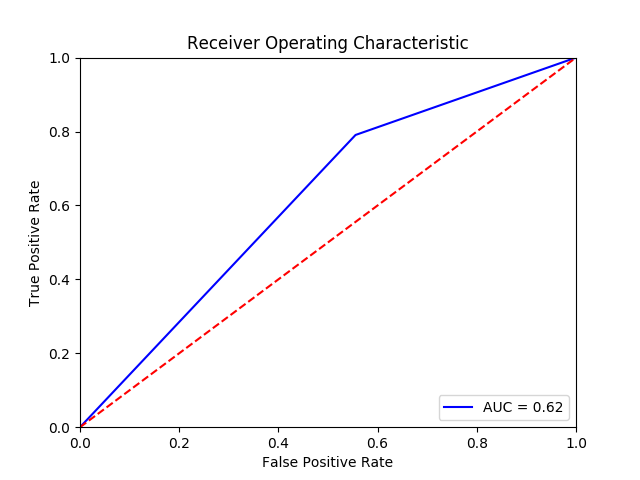 Receiver Operating Characteristic
1.0
0.8
0.6
0.4
0.2
0.0
True Positive Rate
AUC = 0.62
0.0 0.2 0.4 0.6 0.8 1.0
False Positive Rate